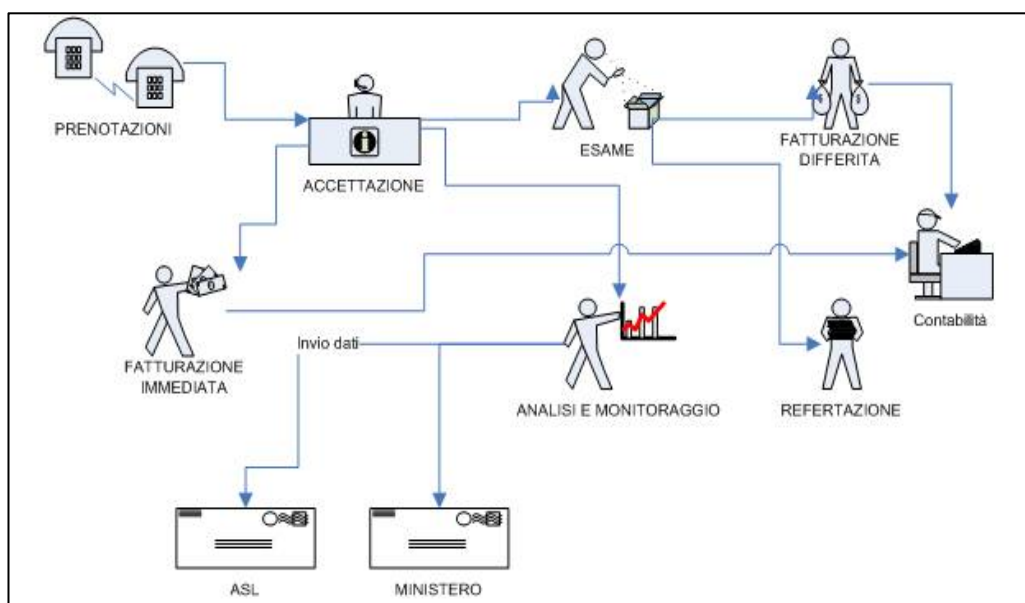 PRENOTAZIONI
ACCETTAZIONE
ESAME
FATTURAZIONE
DIFFERITA
Contabilità
FATTURAZIONE
IMMEDIATA
Invio dati
ANALISI E MONITORAGGIO
REFERTAZIONE
ASL
MINISTERO